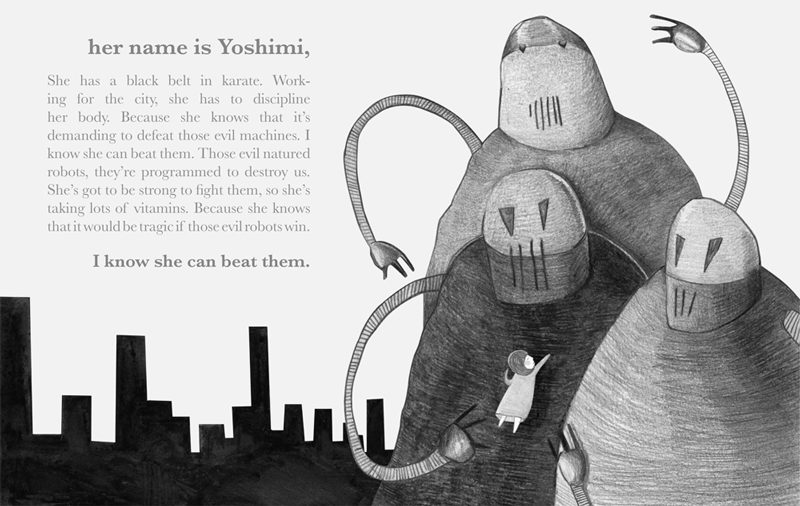 her name is Yoshimi,
She has a black belt in karate. Work-
ing for the city, she has to discipline
her body. Because she knows that it's
demanding to defeat those evil machines. I
know she can beat them. Those evil natured
robots, they're programmed to destroy us.
She's got to be strong to fight them, so she's
taking lots of vitamins. Because she knows
that it would be tragic if those evil robots win.
I know she can beat them.